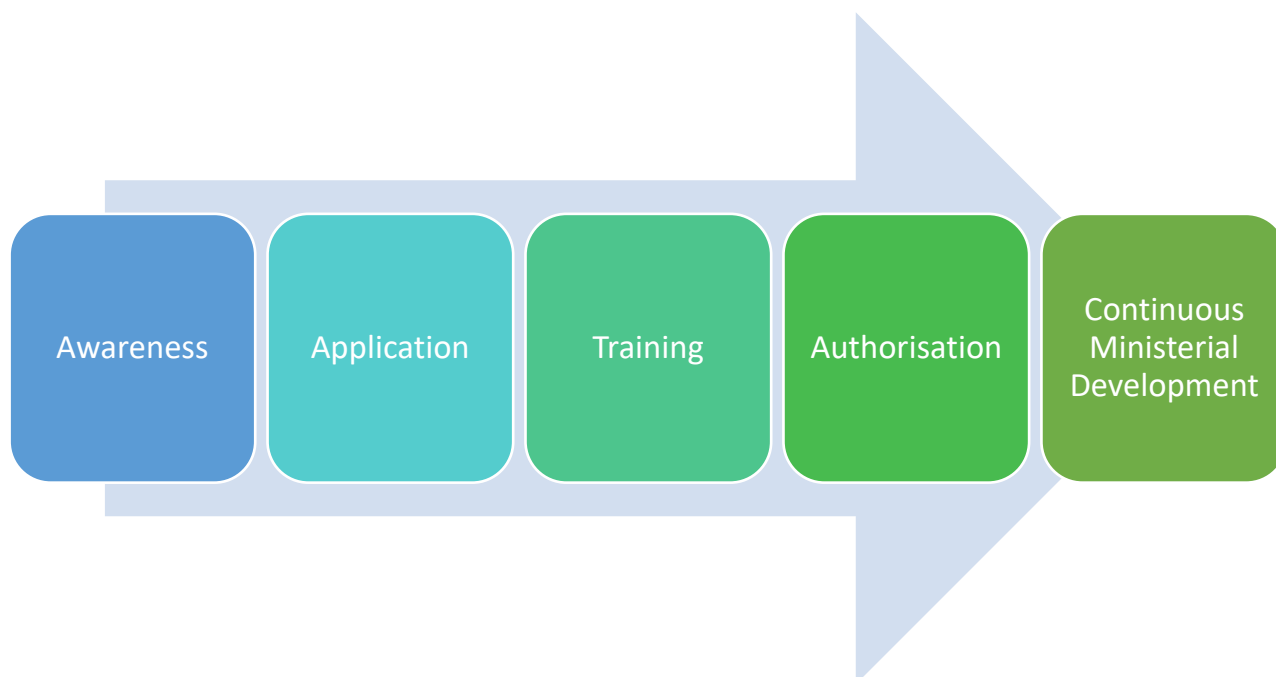 Awareness
Application
Training
Authorisation
Continuous
Ministerial
Development